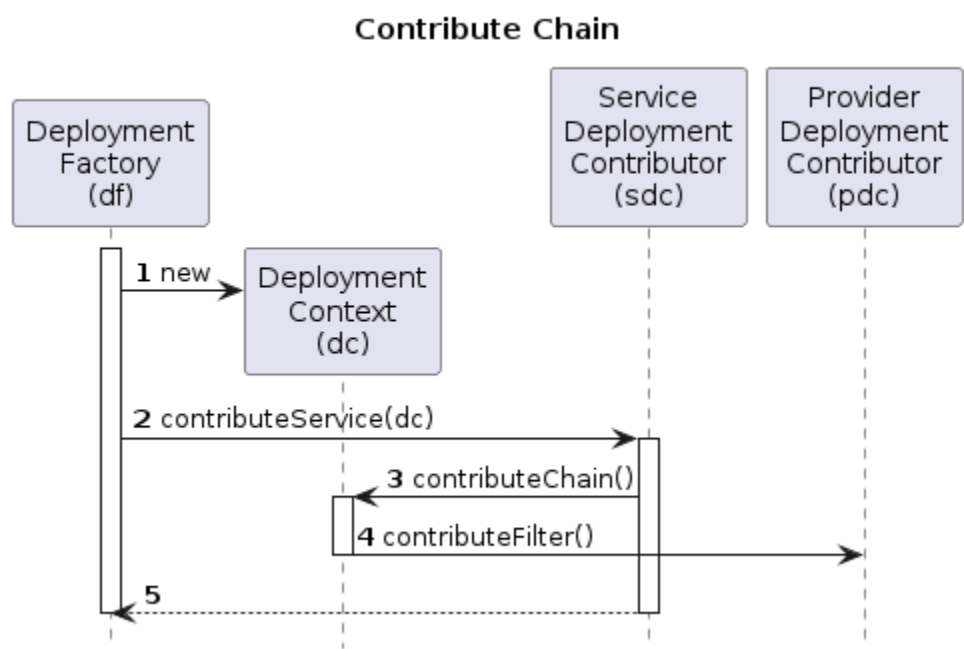 Contribute Chain
Deployment
Factory
(df)
Service
Deployment
Contributor
(sdc)
Provider
Deployment
Contributor
(pdc)
1 new
Deployment
Context
(dc)
2 contributeService(dc)
3 contributeChain()
4 contributeFilter()
5